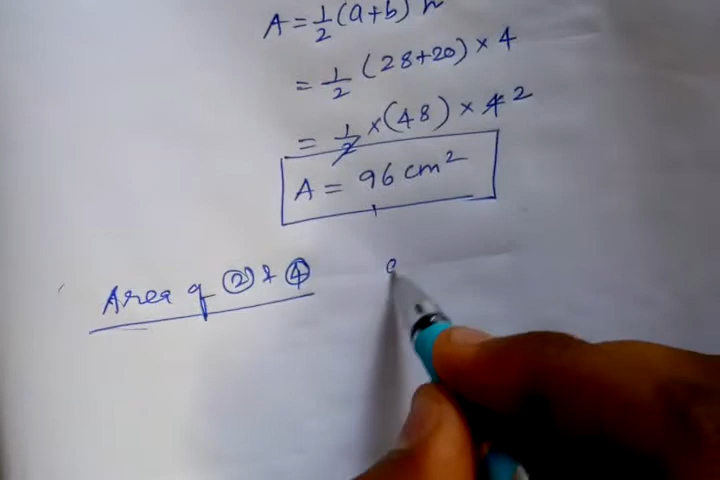 A = 1/2 (a+b) h
= 1/2 (28+20) × 4
= 1/2 × (48) × 4 2
A = 96 cm²
Area of ② & ④ a